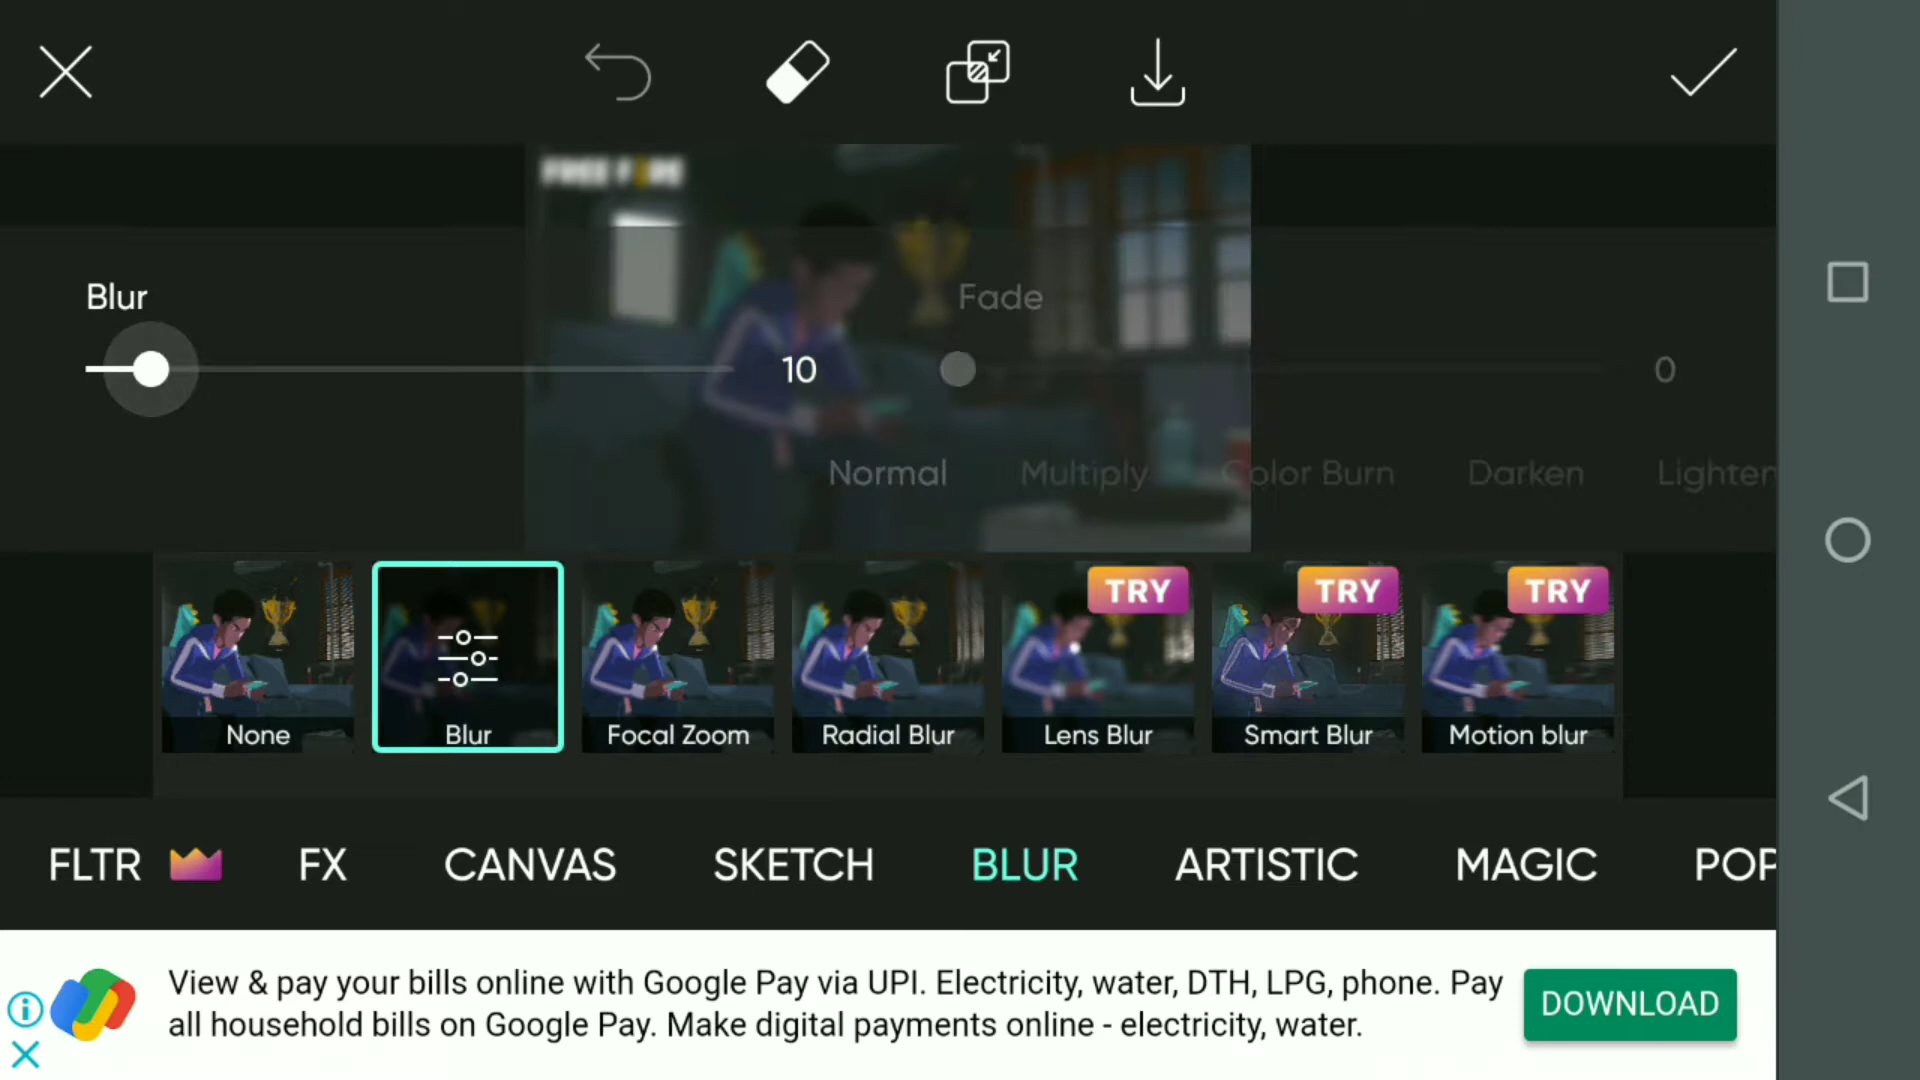 FREE FIRE
Blur
Fade
10
0
Normal Multiply Color Burn Darken Lighten
TRY TRY TRY
None Blur Focal Zoom Radial Blur Lens Blur Smart Blur Motion blur
FLTR FX CANVAS SKETCH BLUR ARTISTIC MAGIC POP
View & pay your bills online with Google Pay via UPI. Electricity, water, DTH, LPG, phone. Pay
all household bills on Google Pay. Make digital payments online - electricity, water.
DOWNLOAD